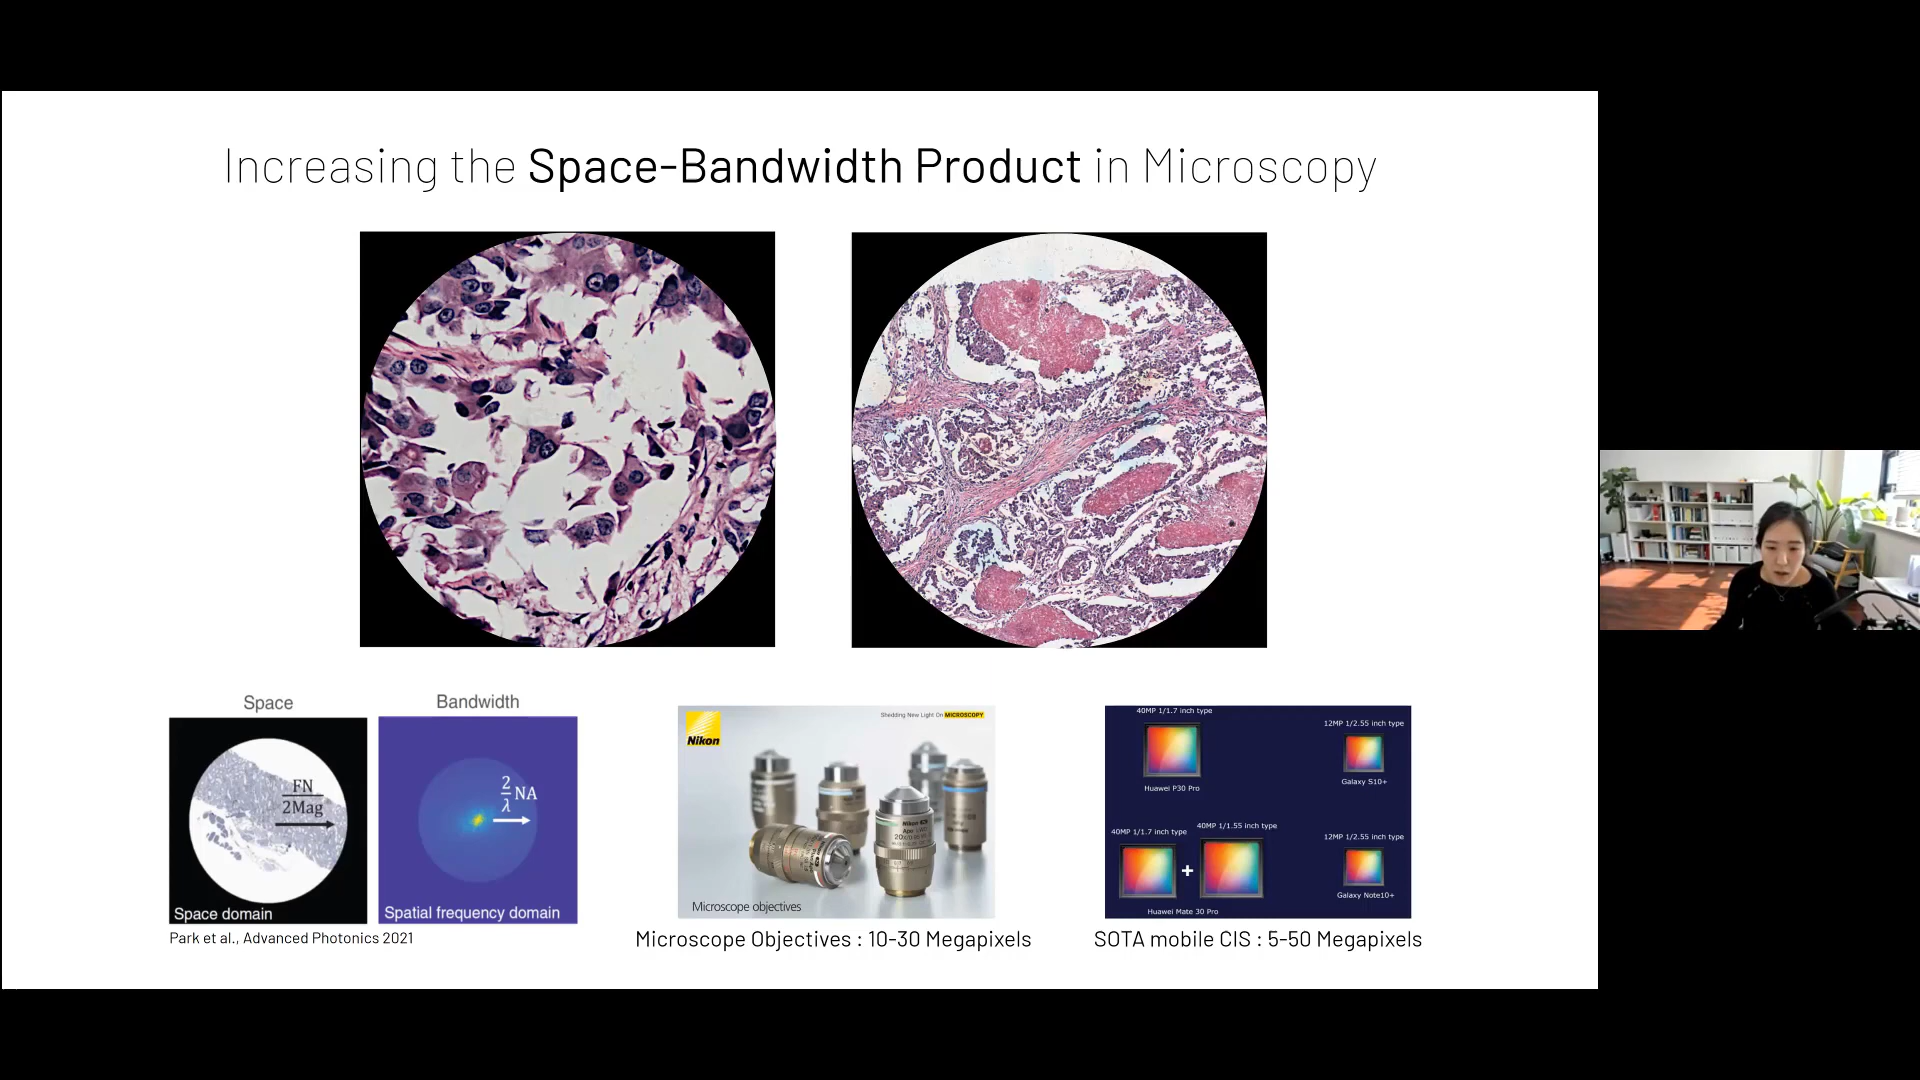 Increasing the Space-Bandwidth Product in Microscopy
Space
Bandwidth
FN
2Mag
2
λ
NA
Space domain
Spatial frequency domain
Park et al., Advanced Photonics 2021
Nikon
Shedding New Light On MICROSCOPY
Microscope objectives
Microscope Objectives : 10-30 Megapixels
40MP 1/1.7 inch type
12MP 1/2.55 inch type
Huawei P30 Pro
Galaxy S10+
40MP 1/1.7 inch type
40MP 1/1.55 inch type
12MP 1/2.55 inch type
+
Huawei Mate 30 Pro
Galaxy Note10+
SOTA mobile CIS : 5-50 Megapixels